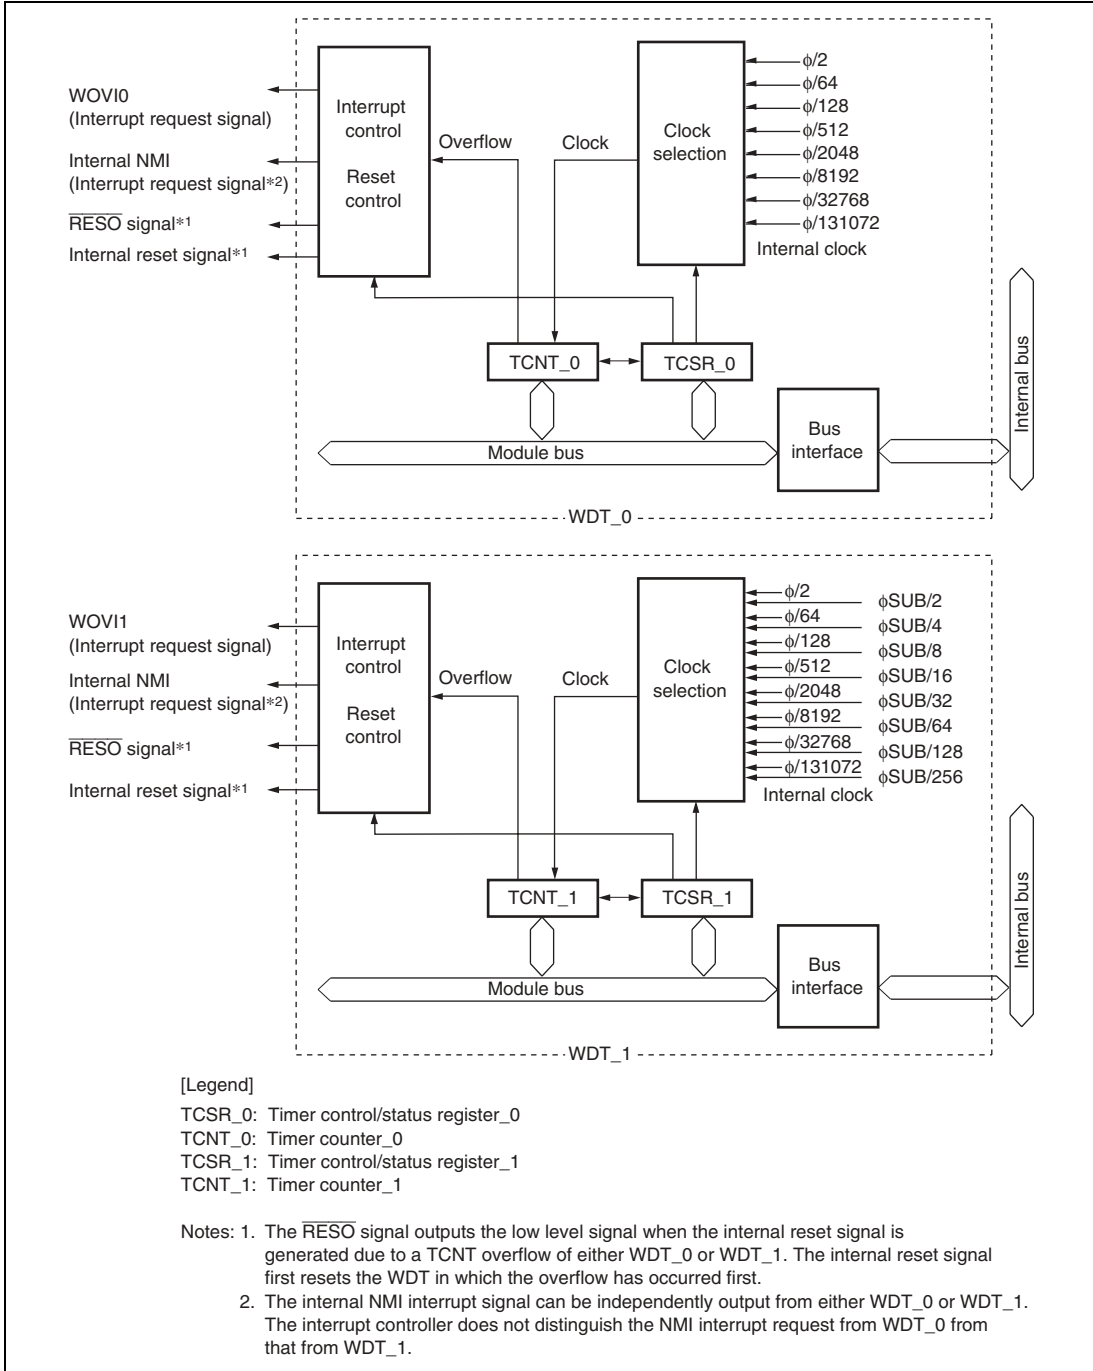 WOVI0
(Interrupt request signal)
Internal NMI
(Interrupt request signal*2)
RESO signal*1
Internal reset signal*1
Interrupt
control
Reset
control
Overflow
Clock
Clock
selection
ϕ/2
ϕ/64
ϕ/128
ϕ/512
ϕ/2048
ϕ/8192
ϕ/32768
ϕ/131072
Internal clock
TCNT_0
TCSR_0
Module bus
Bus
interface
Internal bus
WDT_0
WOVI1
(Interrupt request signal)
Internal NMI
(Interrupt request signal*2)
RESO signal*1
Internal reset signal*1
Interrupt
control
Reset
control
Overflow
Clock
Clock
selection
ϕ/2
ϕSUB/2
ϕ/64
ϕSUB/4
ϕ/128
ϕSUB/8
ϕ/512
ϕSUB/16
ϕ/2048
ϕSUB/32
ϕ/8192
ϕSUB/64
ϕ/32768
ϕSUB/128
ϕ/131072
ϕSUB/256
Internal clock
TCNT_1
TCSR_1
Module bus
Bus
interface
Internal bus
WDT_1
[Legend]
TCSR_0: Timer control/status register_0
TCNT_0: Timer counter_0
TCSR_1: Timer control/status register_1
TCNT_1: Timer counter_1
Notes: 1. The RESO signal outputs the low level signal when the internal reset signal is
generated due to a TCNT overflow of either WDT_0 or WDT_1. The internal reset signal
first resets the WDT in which the overflow has occurred first.
2. The internal NMI interrupt signal can be independently output from either WDT_0 or WDT_1.
The interrupt controller does not distinguish the NMI interrupt request from WDT_0 from
that from WDT_1.